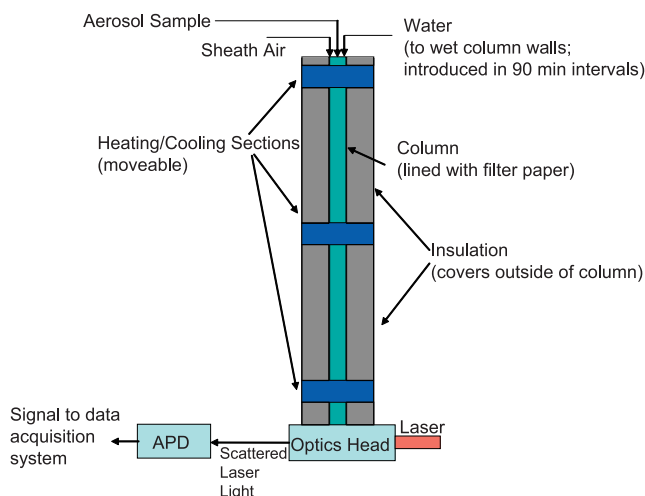 Aerosol Sample
Sheath Air
Water
(to wet column walls;
introduced in 90 min intervals)
Heating/Cooling Sections
(moveable)
Column
(lined with filter paper)
Insulation
(covers outside of column)
Signal to data
acquisition
system
APD
Scattered
Laser
Light
Optics Head
Laser